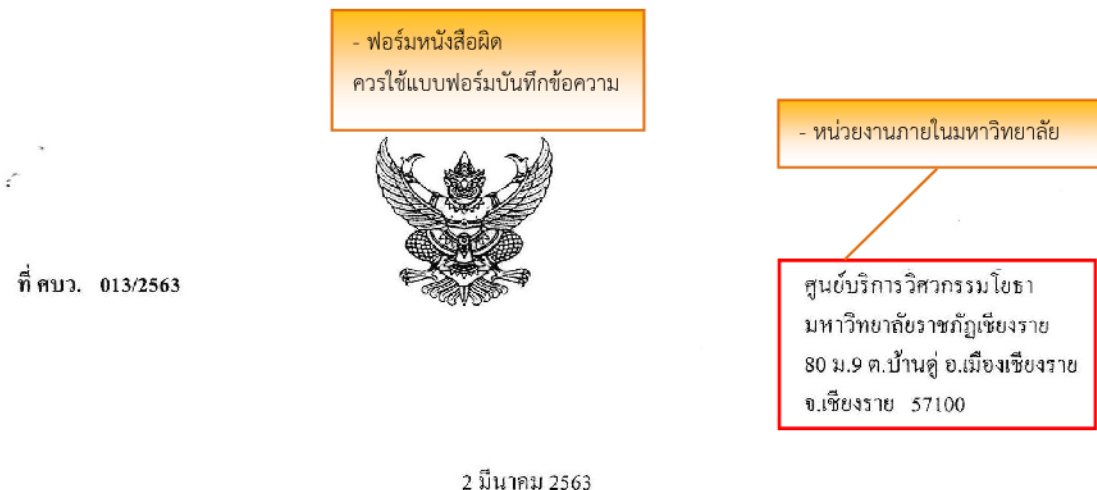 - ฟอร์มหนังสือผิด
ควรใช้แบบฟอร์มบันทึกข้อความ
- หน่วยงานภายในมหาวิทยาลัย
ที่ ศบว. 013/2563
ศูนย์บริการวิศวกรรมโยธา
มหาวิทยาลัยราชภัฏเชียงราย
80 ม.9 ต.บ้านดู่ อ.เมืองเชียงราย
จ.เชียงราย 57100
2 มีนาคม 2563